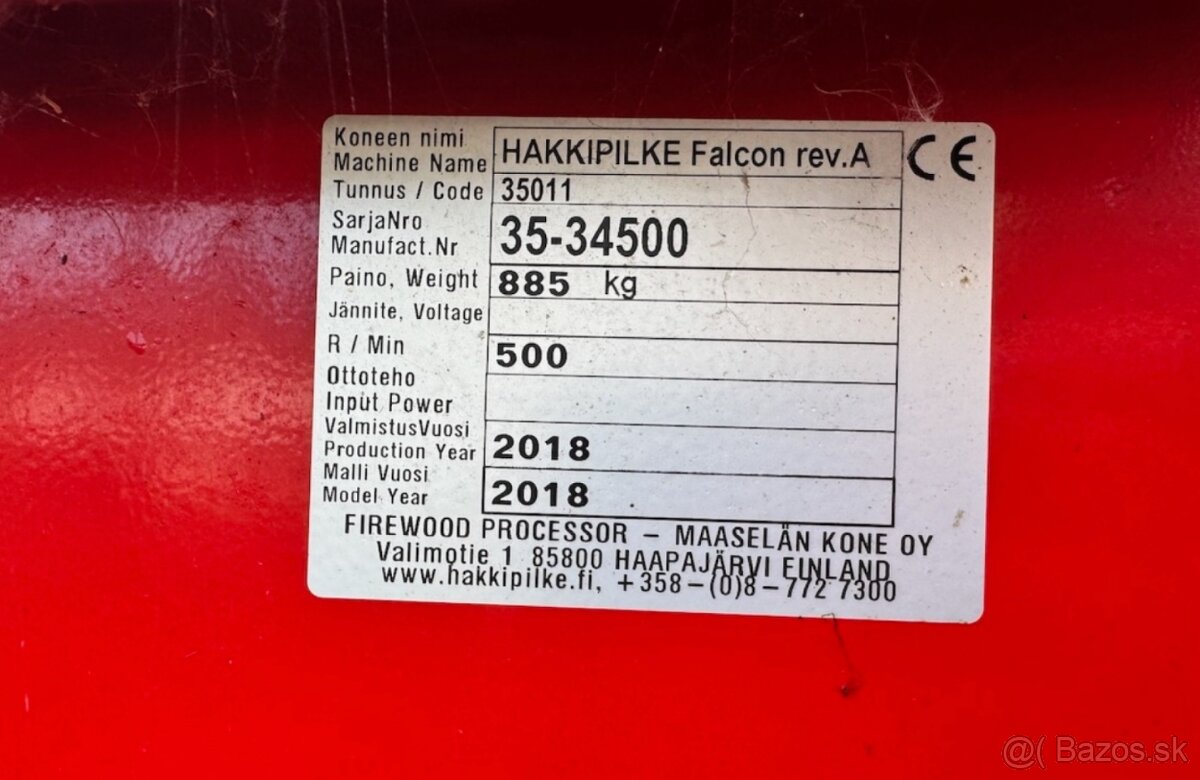 Koneen nimi
Machine Name HAKKIPILKE Falcon rev.A CE
Tunnus / Code 35011
SarjaNro
Manufact.Nr 35-34500
Paino, Weight 885 kg
Jännite, Voltage
R / Min 500
Ottoteho
Input Power
ValmistusVuosi
Production Year 2018
Malli Vuosi
Model Year 2018
FIREWOOD PROCESSOR – MAASELÄN KONE OY
Valimotie 1 85800 HAAPAJÄRVI FINLAND
www.hakkipilke.fi, +358–(0)8–772 7300
@( Bazos.sk